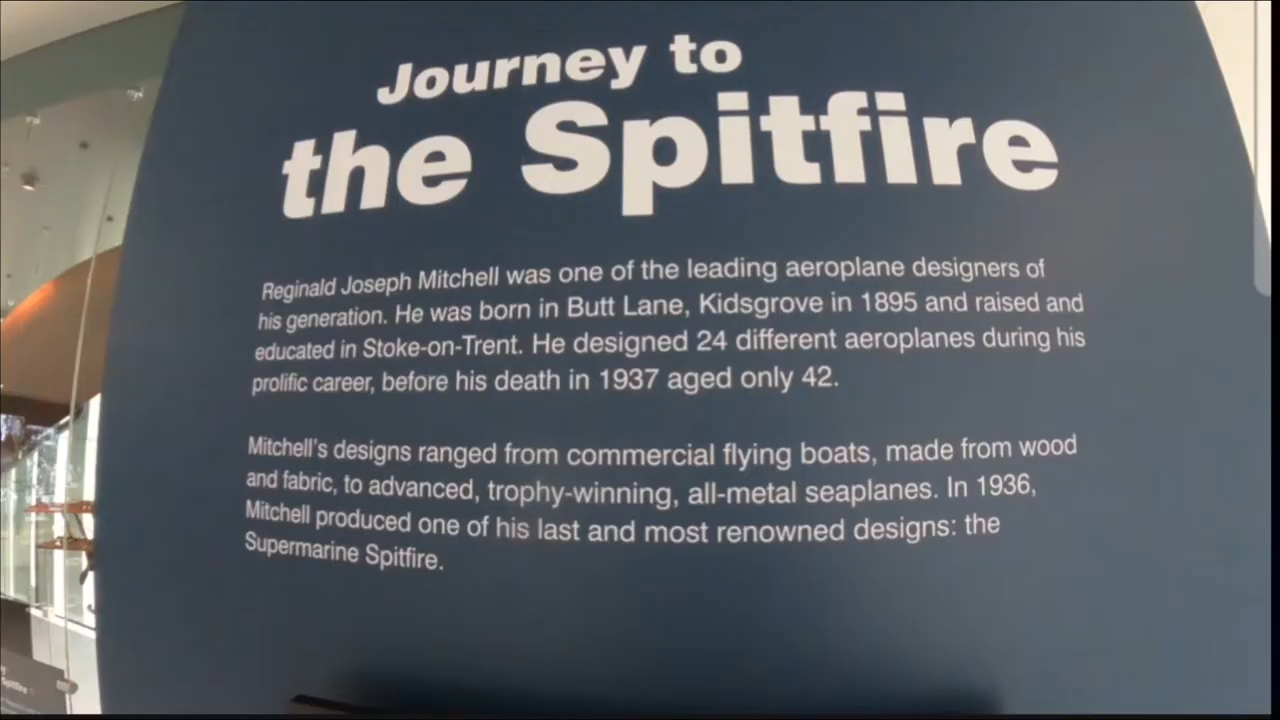 Journey to
the Spitfire
Reginald Joseph Mitchell was one of the leading aeroplane designers of
his generation. He was born in Butt Lane, Kidsgrove in 1895 and raised and
educated in Stoke-on-Trent. He designed 24 different aeroplanes during his
prolific career, before his death in 1937 aged only 42.
Mitchell's designs ranged from commercial flying boats, made from wood
and fabric, to advanced, trophy-winning, all-metal seaplanes. In 1936,
Mitchell produced one of his last and most renowned designs: the
Supermarine Spitfire.
Spitfire